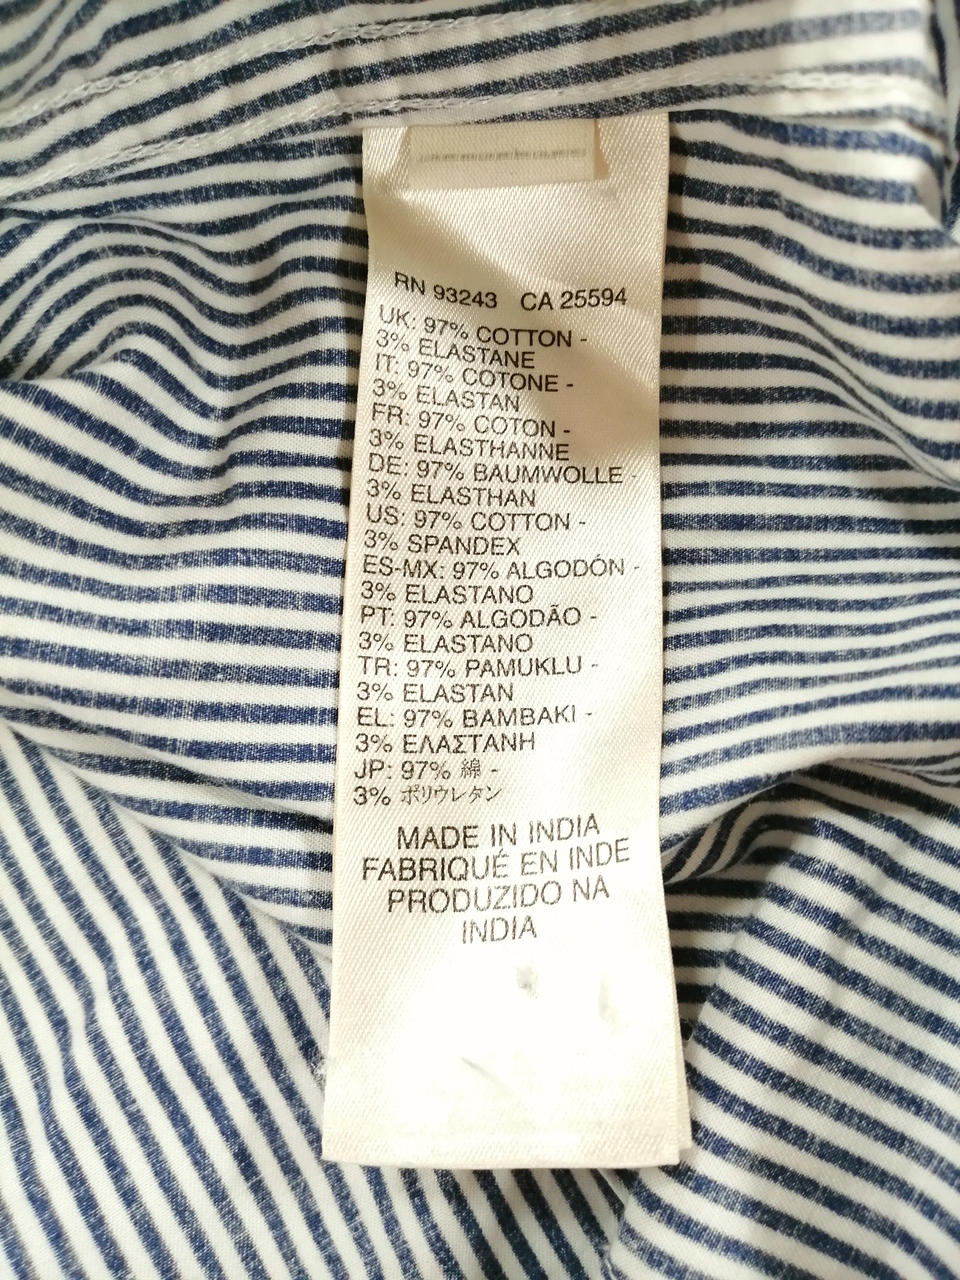 RN 93243 CA 25594
UK: 97% COTTON -
3% ELASTANE
IT: 97% COTONE -
3% ELASTAN
FR: 97% COTON -
3% ELASTHANNE
DE: 97% BAUMWOLLE -
3% ELASTHAN
US: 97% COTTON -
3% SPANDEX
ES-MX: 97% ALGODÓN -
3% ELASTANO
PT: 97% ALGODÃO -
3% ELASTANO
TR: 97% PAMUKLU -
3% ELASTAN
EL: 97% BAMBAKI -
3% ΕΛΑΣΤΑΝΗ
JP: 97% 綿 -
3% ポリウレタン
MADE IN INDIA
FABRIQUÉ EN INDE
PRODUZIDO NA
INDIA